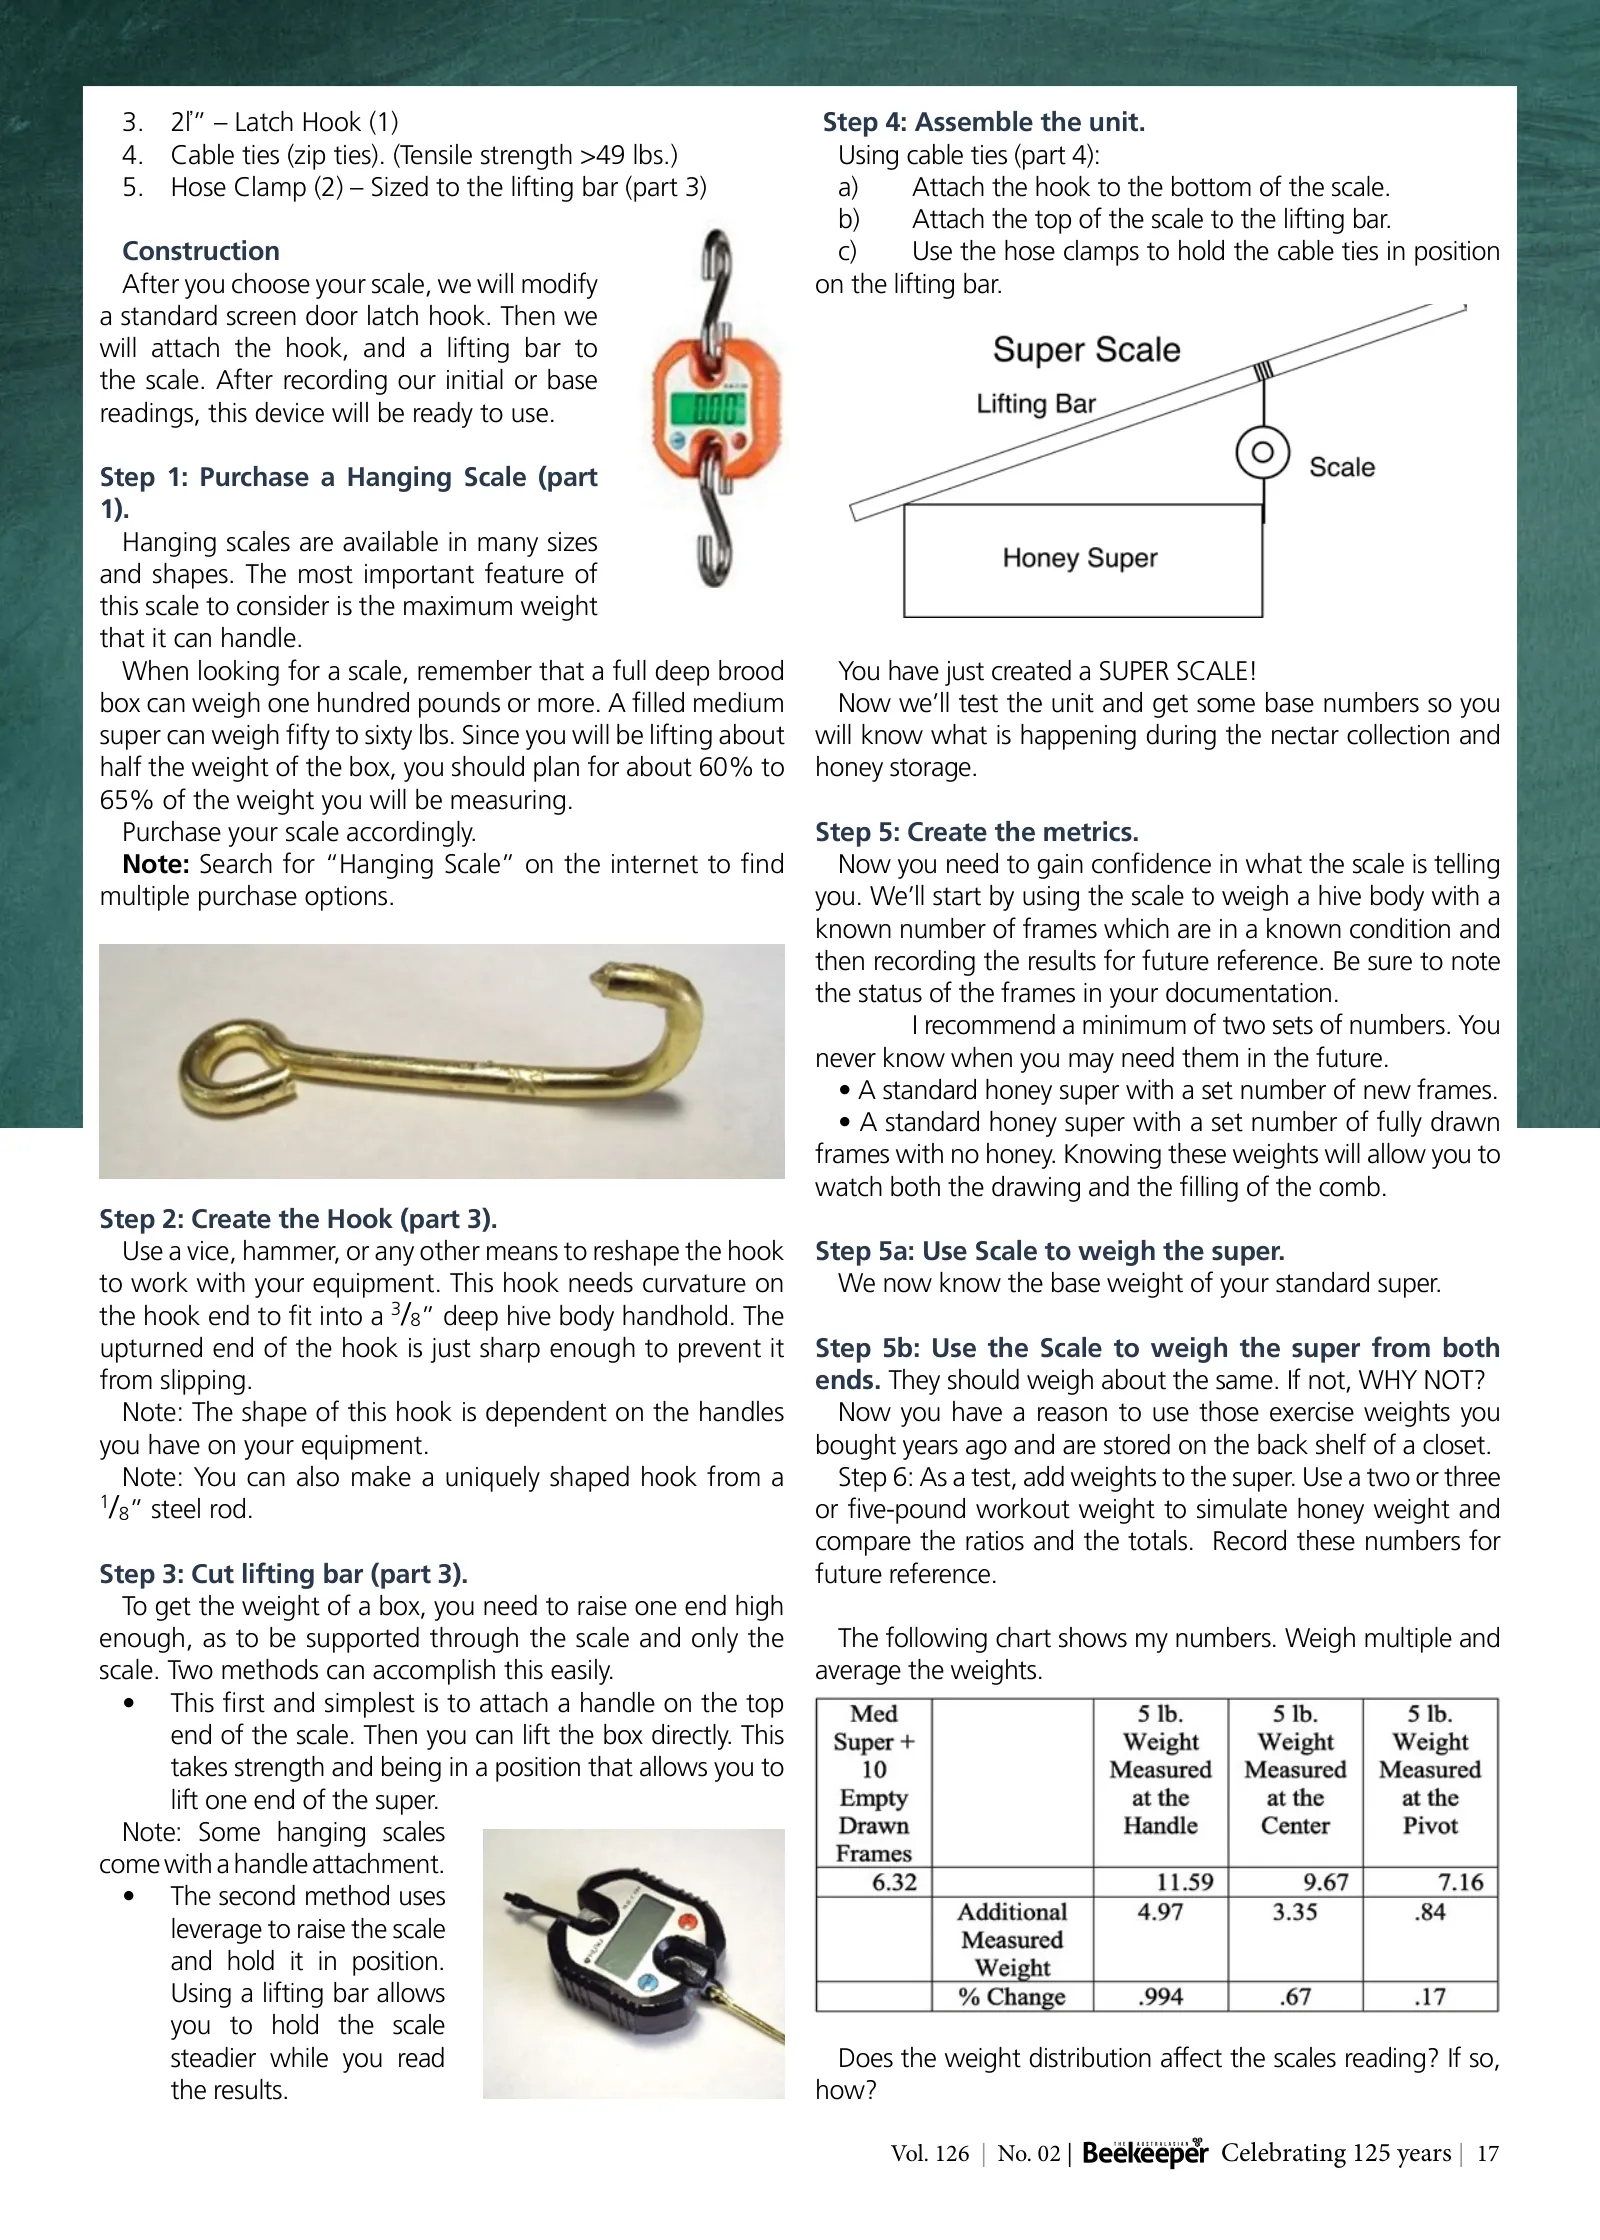 3. 2ľ” – Latch Hook (1)
4. Cable ties (zip ties). (Tensile strength >49 lbs.)
5. Hose Clamp (2) – Sized to the lifting bar (part 3)
Construction
After you choose your scale, we will modify
a standard screen door latch hook. Then we
will attach the hook, and a lifting bar to
the scale. After recording our initial or base
readings, this device will be ready to use.
Step 1: Purchase a Hanging Scale (part
1).
Hanging scales are available in many sizes
and shapes. The most important feature of
this scale to consider is the maximum weight
that it can handle.
When looking for a scale, remember that a full deep brood
box can weigh one hundred pounds or more. A filled medium
super can weigh fifty to sixty lbs. Since you will be lifting about
half the weight of the box, you should plan for about 60% to
65% of the weight you will be measuring.
Purchase your scale accordingly.
Note: Search for “Hanging Scale” on the internet to find
multiple purchase options.
Step 2: Create the Hook (part 3).
Use a vice, hammer, or any other means to reshape the hook
to work with your equipment. This hook needs curvature on
the hook end to fit into a 3/8” deep hive body handhold. The
upturned end of the hook is just sharp enough to prevent it
from slipping.
Note: The shape of this hook is dependent on the handles
you have on your equipment.
Note: You can also make a uniquely shaped hook from a
1/8” steel rod.
Step 3: Cut lifting bar (part 3).
To get the weight of a box, you need to raise one end high
enough, as to be supported through the scale and only the
scale. Two methods can accomplish this easily.
• This first and simplest is to attach a handle on the top
end of the scale. Then you can lift the box directly. This
takes strength and being in a position that allows you to
lift one end of the super.
Note: Some hanging scales
come with a handle attachment.
• The second method uses
leverage to raise the scale
and hold it in position.
Using a lifting bar allows
you to hold the scale
steadier while you read
the results.
Step 4: Assemble the unit.
Using cable ties (part 4):
a) Attach the hook to the bottom of the scale.
b) Attach the top of the scale to the lifting bar.
c) Use the hose clamps to hold the cable ties in position
on the lifting bar.
Super Scale
Lifting Bar
Scale
Honey Super
You have just created a SUPER SCALE!
Now we’ll test the unit and get some base numbers so you
will know what is happening during the nectar collection and
honey storage.
Step 5: Create the metrics.
Now you need to gain confidence in what the scale is telling
you. We’ll start by using the scale to weigh a hive body with a
known number of frames which are in a known condition and
then recording the results for future reference. Be sure to note
the status of the frames in your documentation.
I recommend a minimum of two sets of numbers. You
never know when you may need them in the future.
• A standard honey super with a set number of new frames.
• A standard honey super with a set number of fully drawn
frames with no honey. Knowing these weights will allow you to
watch both the drawing and the filling of the comb.
Step 5a: Use Scale to weigh the super.
We now know the base weight of your standard super.
Step 5b: Use the Scale to weigh the super from both
ends. They should weigh about the same. If not, WHY NOT?
Now you have a reason to use those exercise weights you
bought years ago and are stored on the back shelf of a closet.
Step 6: As a test, add weights to the super. Use a two or three
or five-pound workout weight to simulate honey weight and
compare the ratios and the totals. Record these numbers for
future reference.
The following chart shows my numbers. Weigh multiple and
average the weights.
Med Super + 10 Empty Drawn Frames
5 lb. Weight Measured at the Handle
5 lb. Weight Measured at the Center
5 lb. Weight Measured at the Pivot
6.32 11.59 9.67 7.16
Additional Measured Weight 4.97 3.35 .84
% Change .994 .67 .17
Does the weight distribution affect the scales reading? If so,
how?
Vol. 126 | No. 02 | THE AUSTRALASIAN Beekeeper Celebrating 125 years | 17